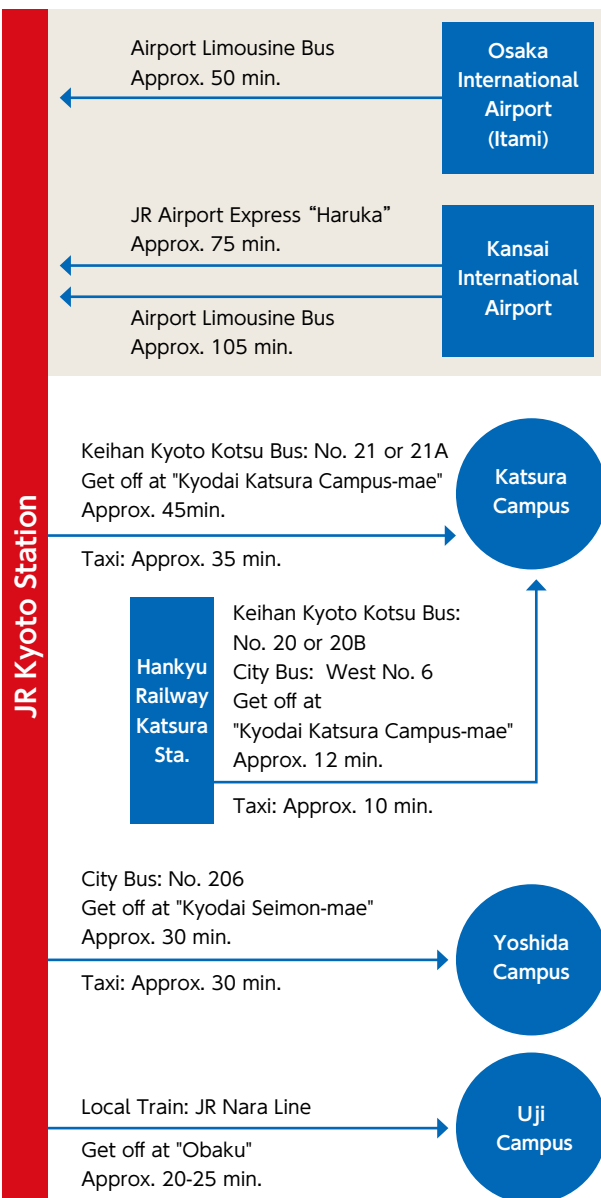 JR Kyoto Station
Airport Limousine Bus
Approx. 50 min.
Osaka
International
Airport
(Itami)
JR Airport Express “Haruka”
Approx. 75 min.
Airport Limousine Bus
Approx. 105 min.
Kansai
International
Airport
Keihan Kyoto Kotsu Bus: No. 21 or 21A
Get off at "Kyodai Katsura Campus-mae"
Approx. 45min.
Taxi: Approx. 35 min.
Katsura
Campus
Hankyu
Railway
Katsura
Sta.
Keihan Kyoto Kotsu Bus:
No. 20 or 20B
City Bus: West No. 6
Get off at
"Kyodai Katsura Campus-mae"
Approx. 12 min.
Taxi: Approx. 10 min.
City Bus: No. 206
Get off at "Kyodai Seimon-mae"
Approx. 30 min.
Taxi: Approx. 30 min.
Yoshida
Campus
Local Train: JR Nara Line
Get off at "Obaku"
Approx. 20-25 min.
Uji
Campus